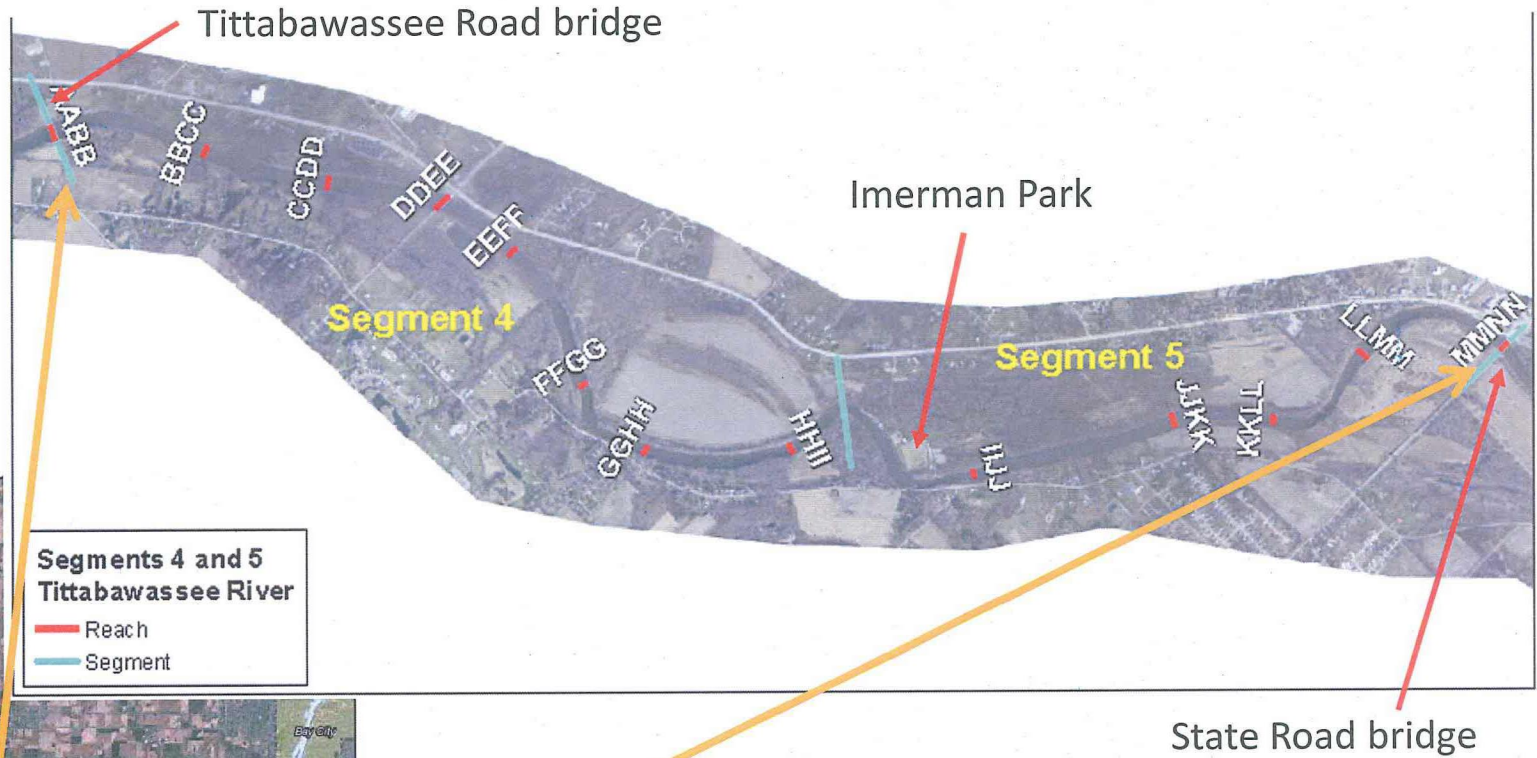 Tittabawassee Road bridge
AABB
BBCC
CCDD
DDEE
EEFF
Imerman Park
Segment 4
FFGG
GGHH
HHII
Segment 5
IIJJ
JJKK
KKLL
LLMM
MMNN
Segments 4 and 5
Tittabawassee River
Reach
Segment
Bay City
State Road bridge